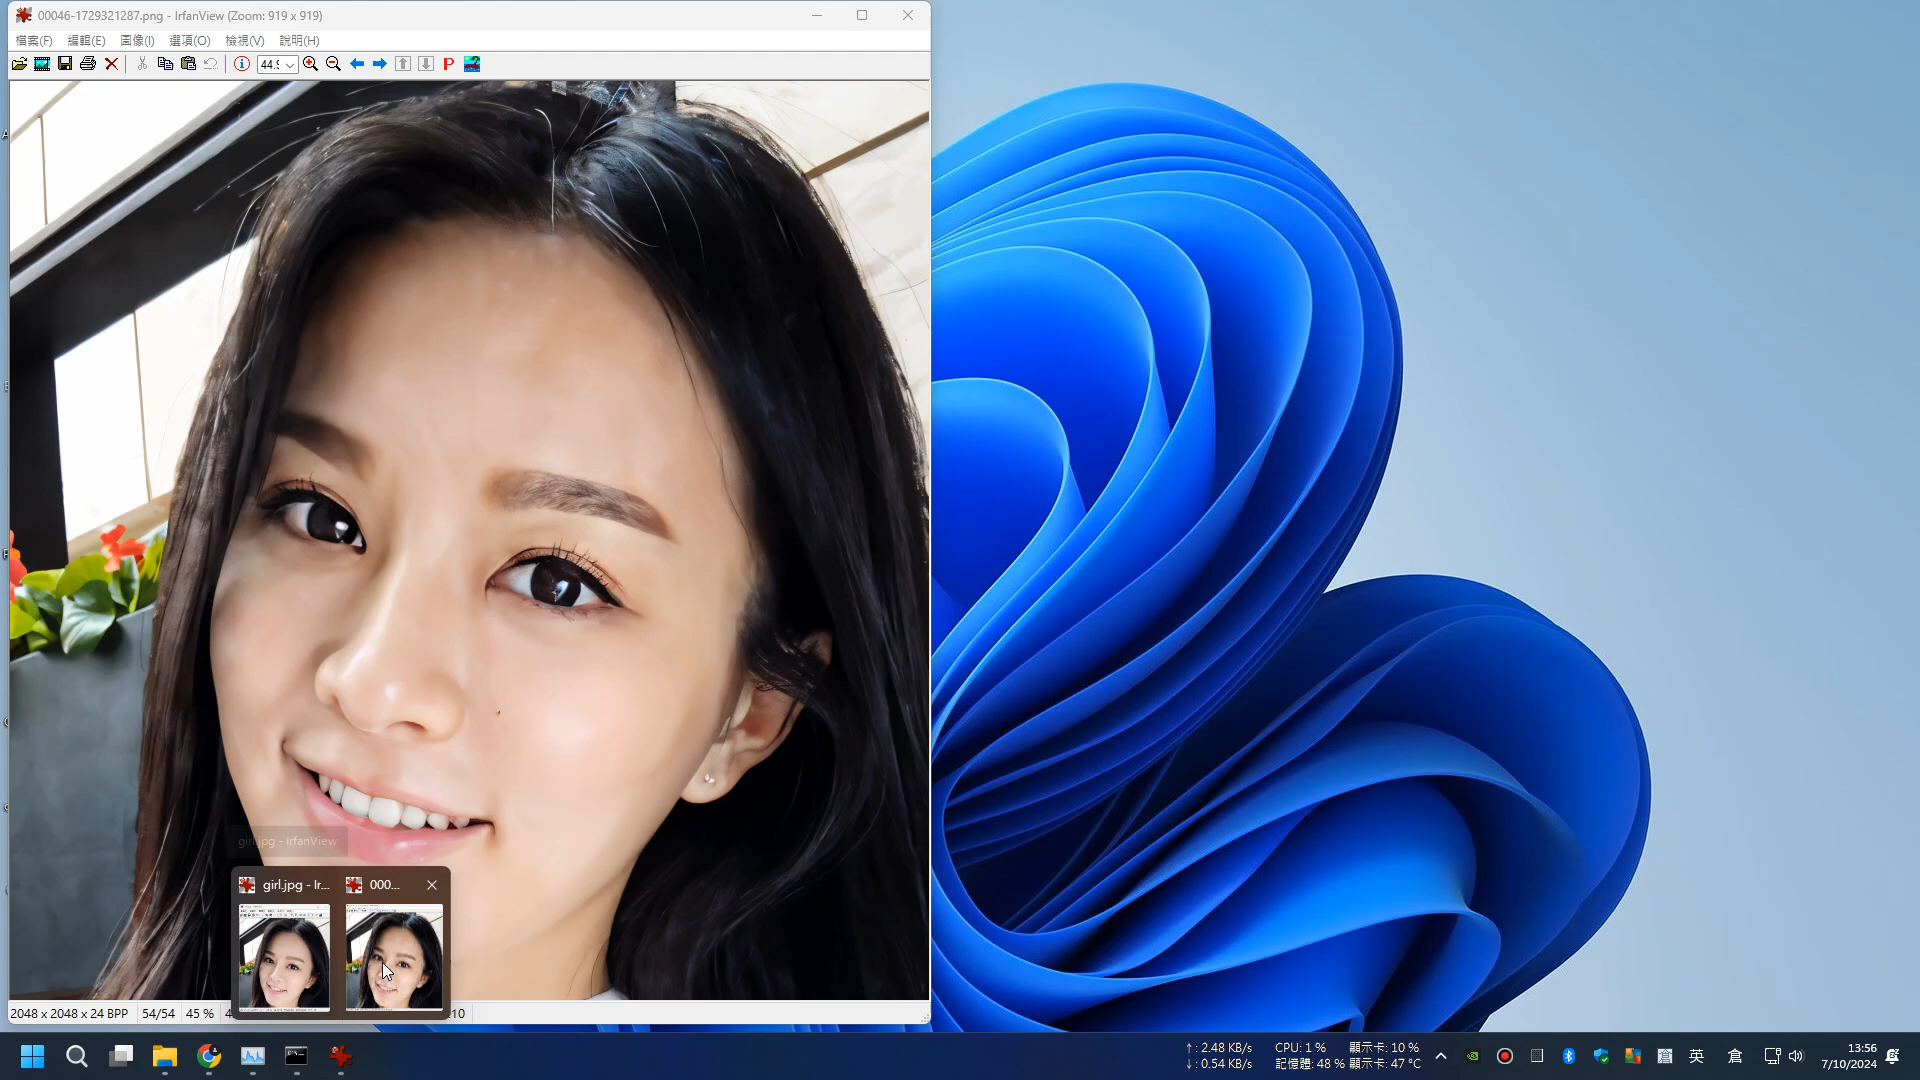 00046-1729321287.png - IrfanView (Zoom: 919 x 919)
檔案(F) 編輯(E) 圖像(I) 選項(O) 檢視(V) 說明(H)
P
girl.jpg - IrfanView
girl.jpg - Ir... 000...
2048 x 2048 x 24 BPP 54/54 45 %
↑: 2.48 KB/s CPU: 1 % 顯示卡: 10 %
↓: 0.54 KB/s 記憶體: 48 % 顯示卡: 47 °C
英 倉
13:56
7/10/2024